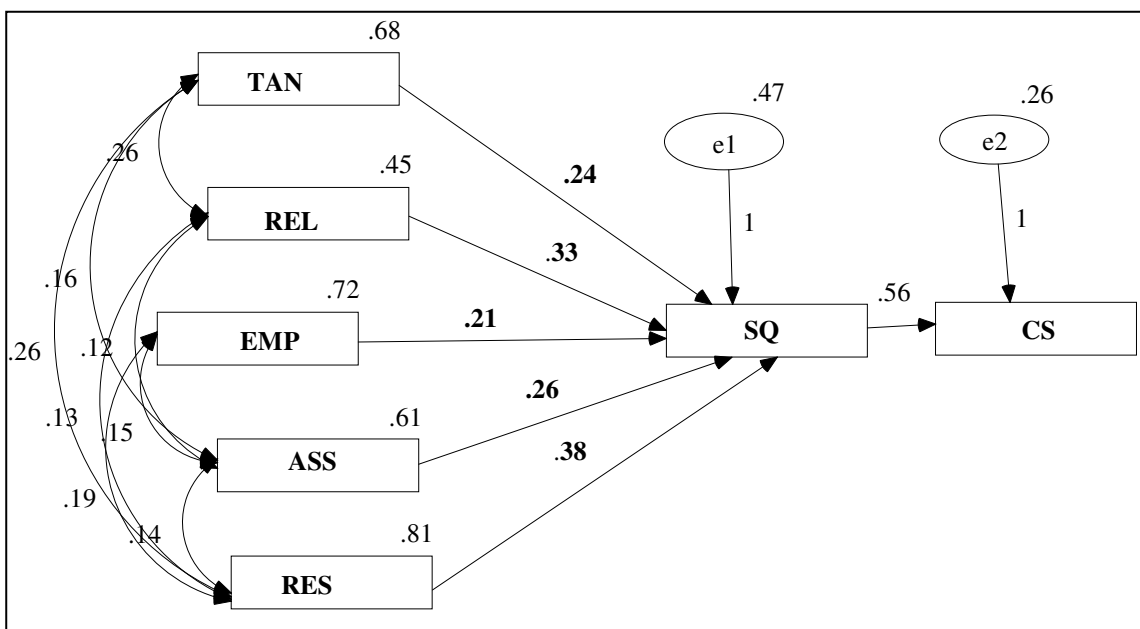 .68
TAN
.47
.26
e1
e2
.26
.24
.45
REL
1
1
.33
.16
.72
.56
EMP
.21
SQ
CS
.26
.12
.26
.13
.15
.61
ASS
.38
.19
.14
.81
RES